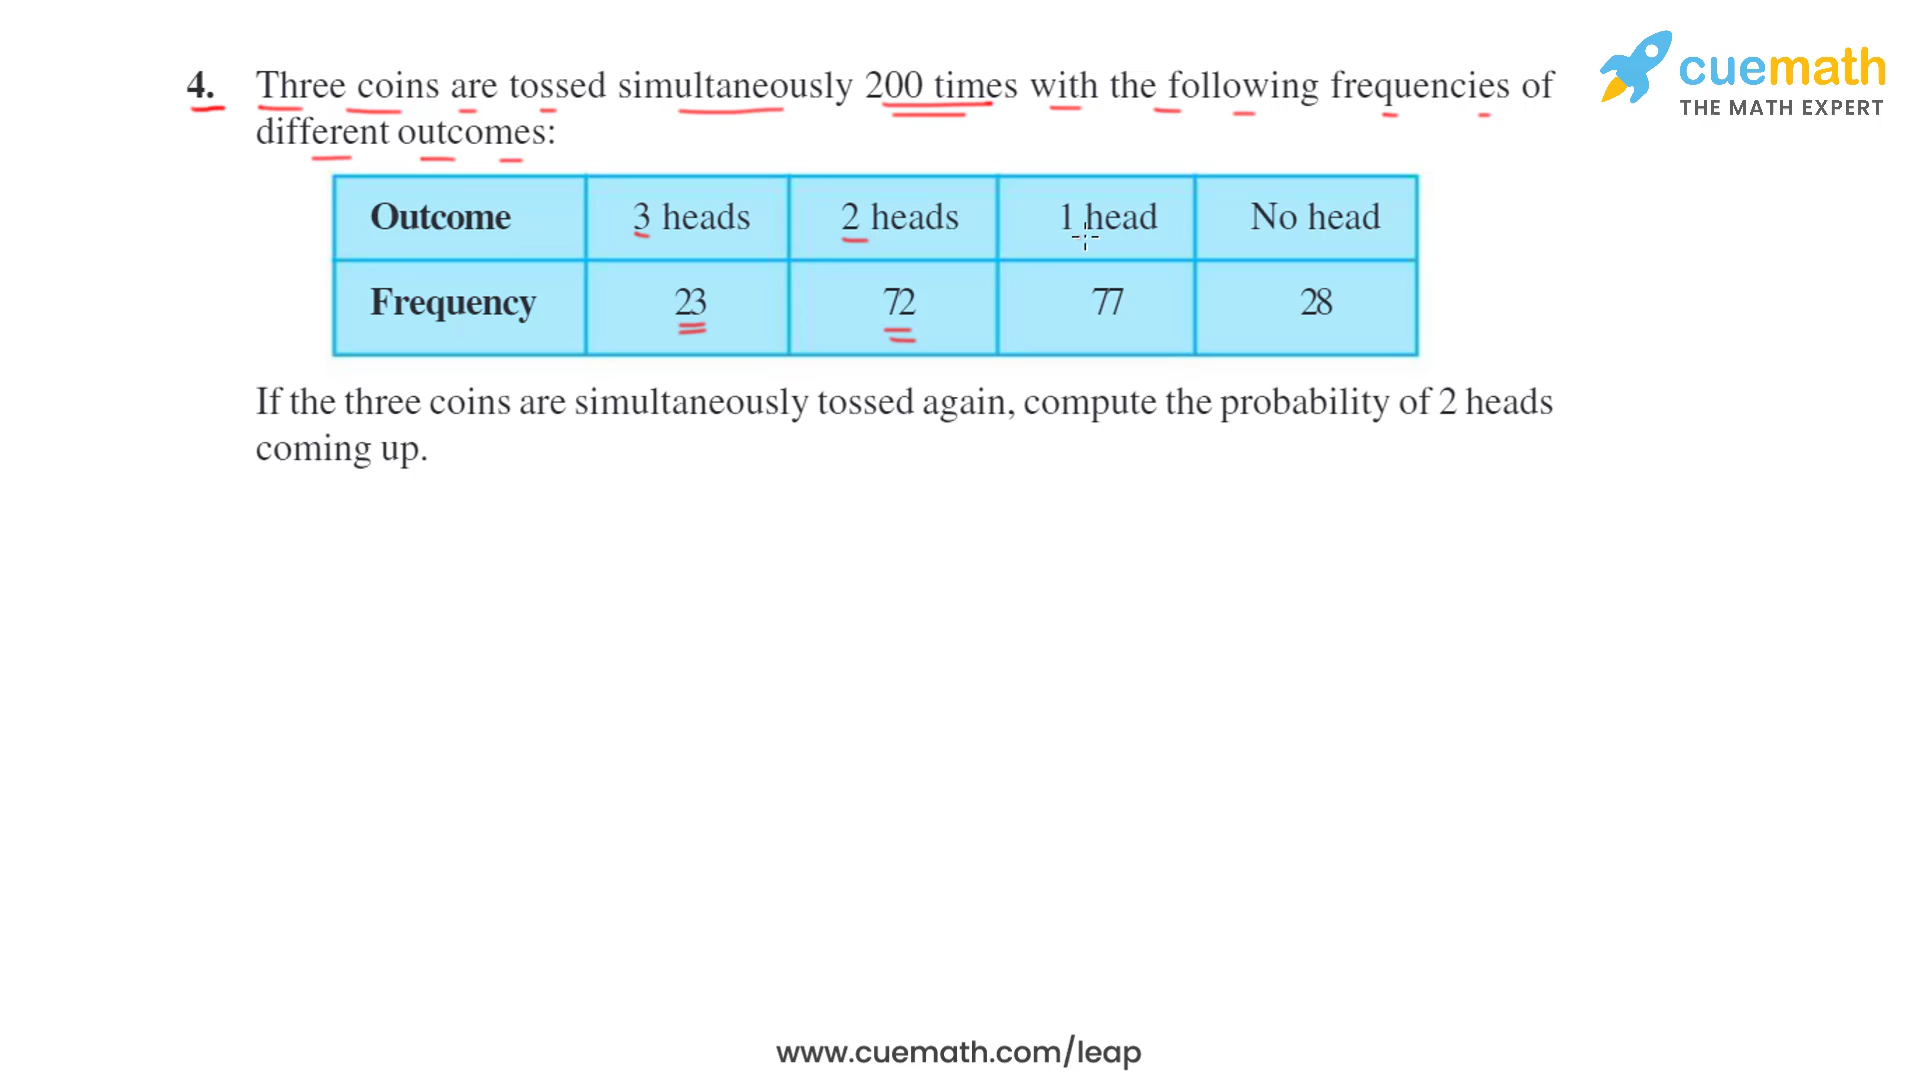 cuemath
THE MATH EXPERT
4. Three coins are tossed simultaneously 200 times with the following frequencies of
different outcomes:
Outcome 3 heads 2 heads 1 head No head
Frequency 23 72 77 28
If the three coins are simultaneously tossed again, compute the probability of 2 heads
coming up.
www.cuemath.com/leap